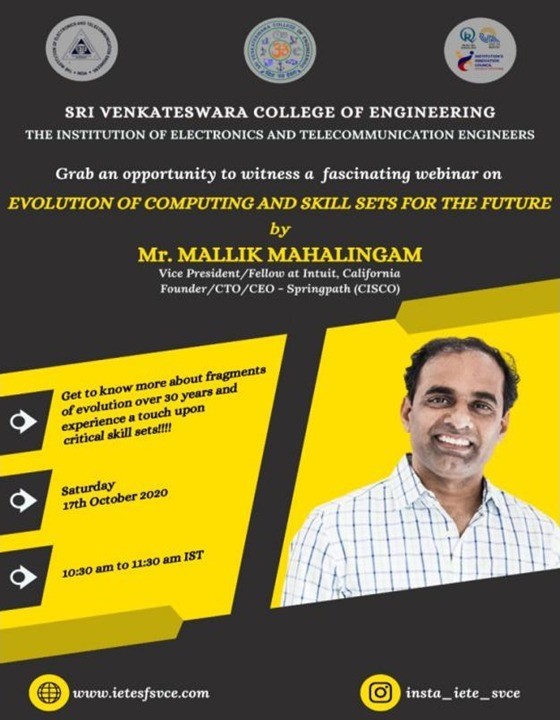 SRI VENKATESWARA COLLEGE OF ENGINEERING
THE INSTITUTION OF ELECTRONICS AND TELECOMMUNICATION ENGINEERS
Grab an opportunity to witness a fascinating webinar on
EVOLUTION OF COMPUTING AND SKILL SETS FOR THE FUTURE
by
Mr. MALLIK MAHALINGAM
Vice President/Fellow at Intuit, California
Founder/CTO/CEO - Springpath (CISCO)
Get to know more about fragments
of evolution over 30 years and
experience a touch upon
critical skill sets!!!!
Saturday
17th October 2020
10:30 am to 11:30 am IST
www.ietesfsvce.com
insta_iete_svce